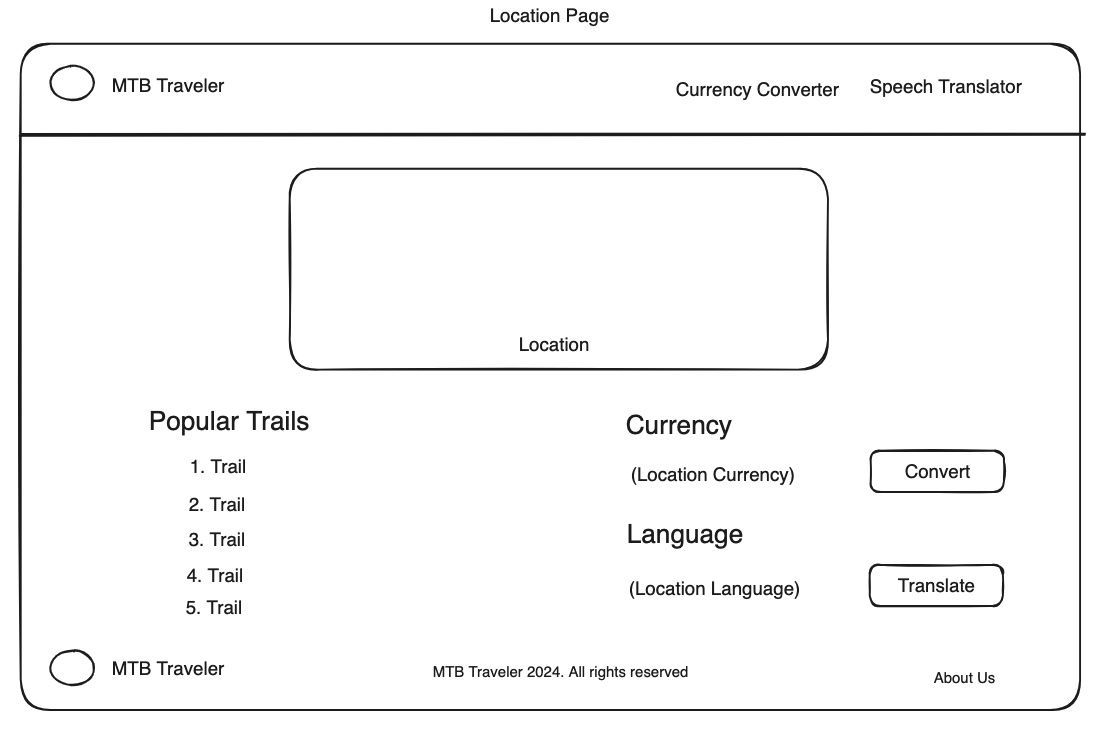 Location Page
MTB Traveler
Currency Converter
Speech Translator
Location
Popular Trails
1. Trail
2. Trail
3. Trail
4. Trail
5. Trail
Currency
(Location Currency)
Convert
Language
(Location Language)
Translate
MTB Traveler
MTB Traveler 2024. All rights reserved
About Us